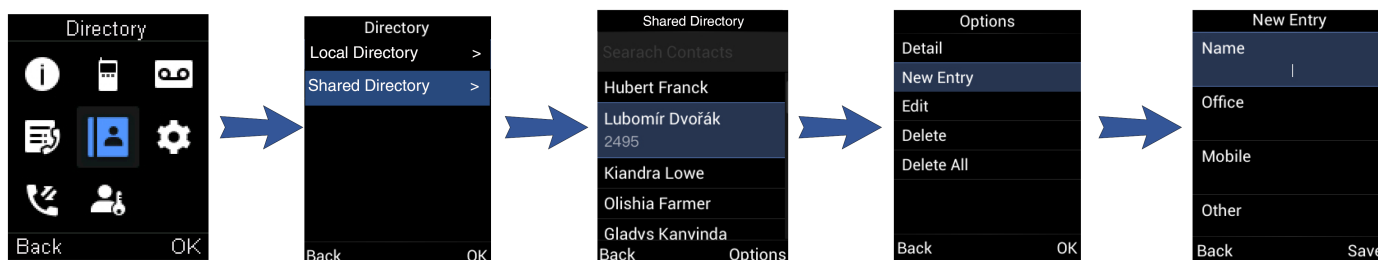 Directory
Back OK
Directory
Local Directory >
Shared Directory >
Back OK
Shared Directory
Searach Contacts
Hubert Franck
Lubomír Dvořák
2495
Kiandra Lowe
Olishia Farmer
Gladys Kanyinda
Back Options
Options
Detail
New Entry
Edit
Delete
Delete All
Back OK
New Entry
Name
Office
Mobile
Other
Back Save